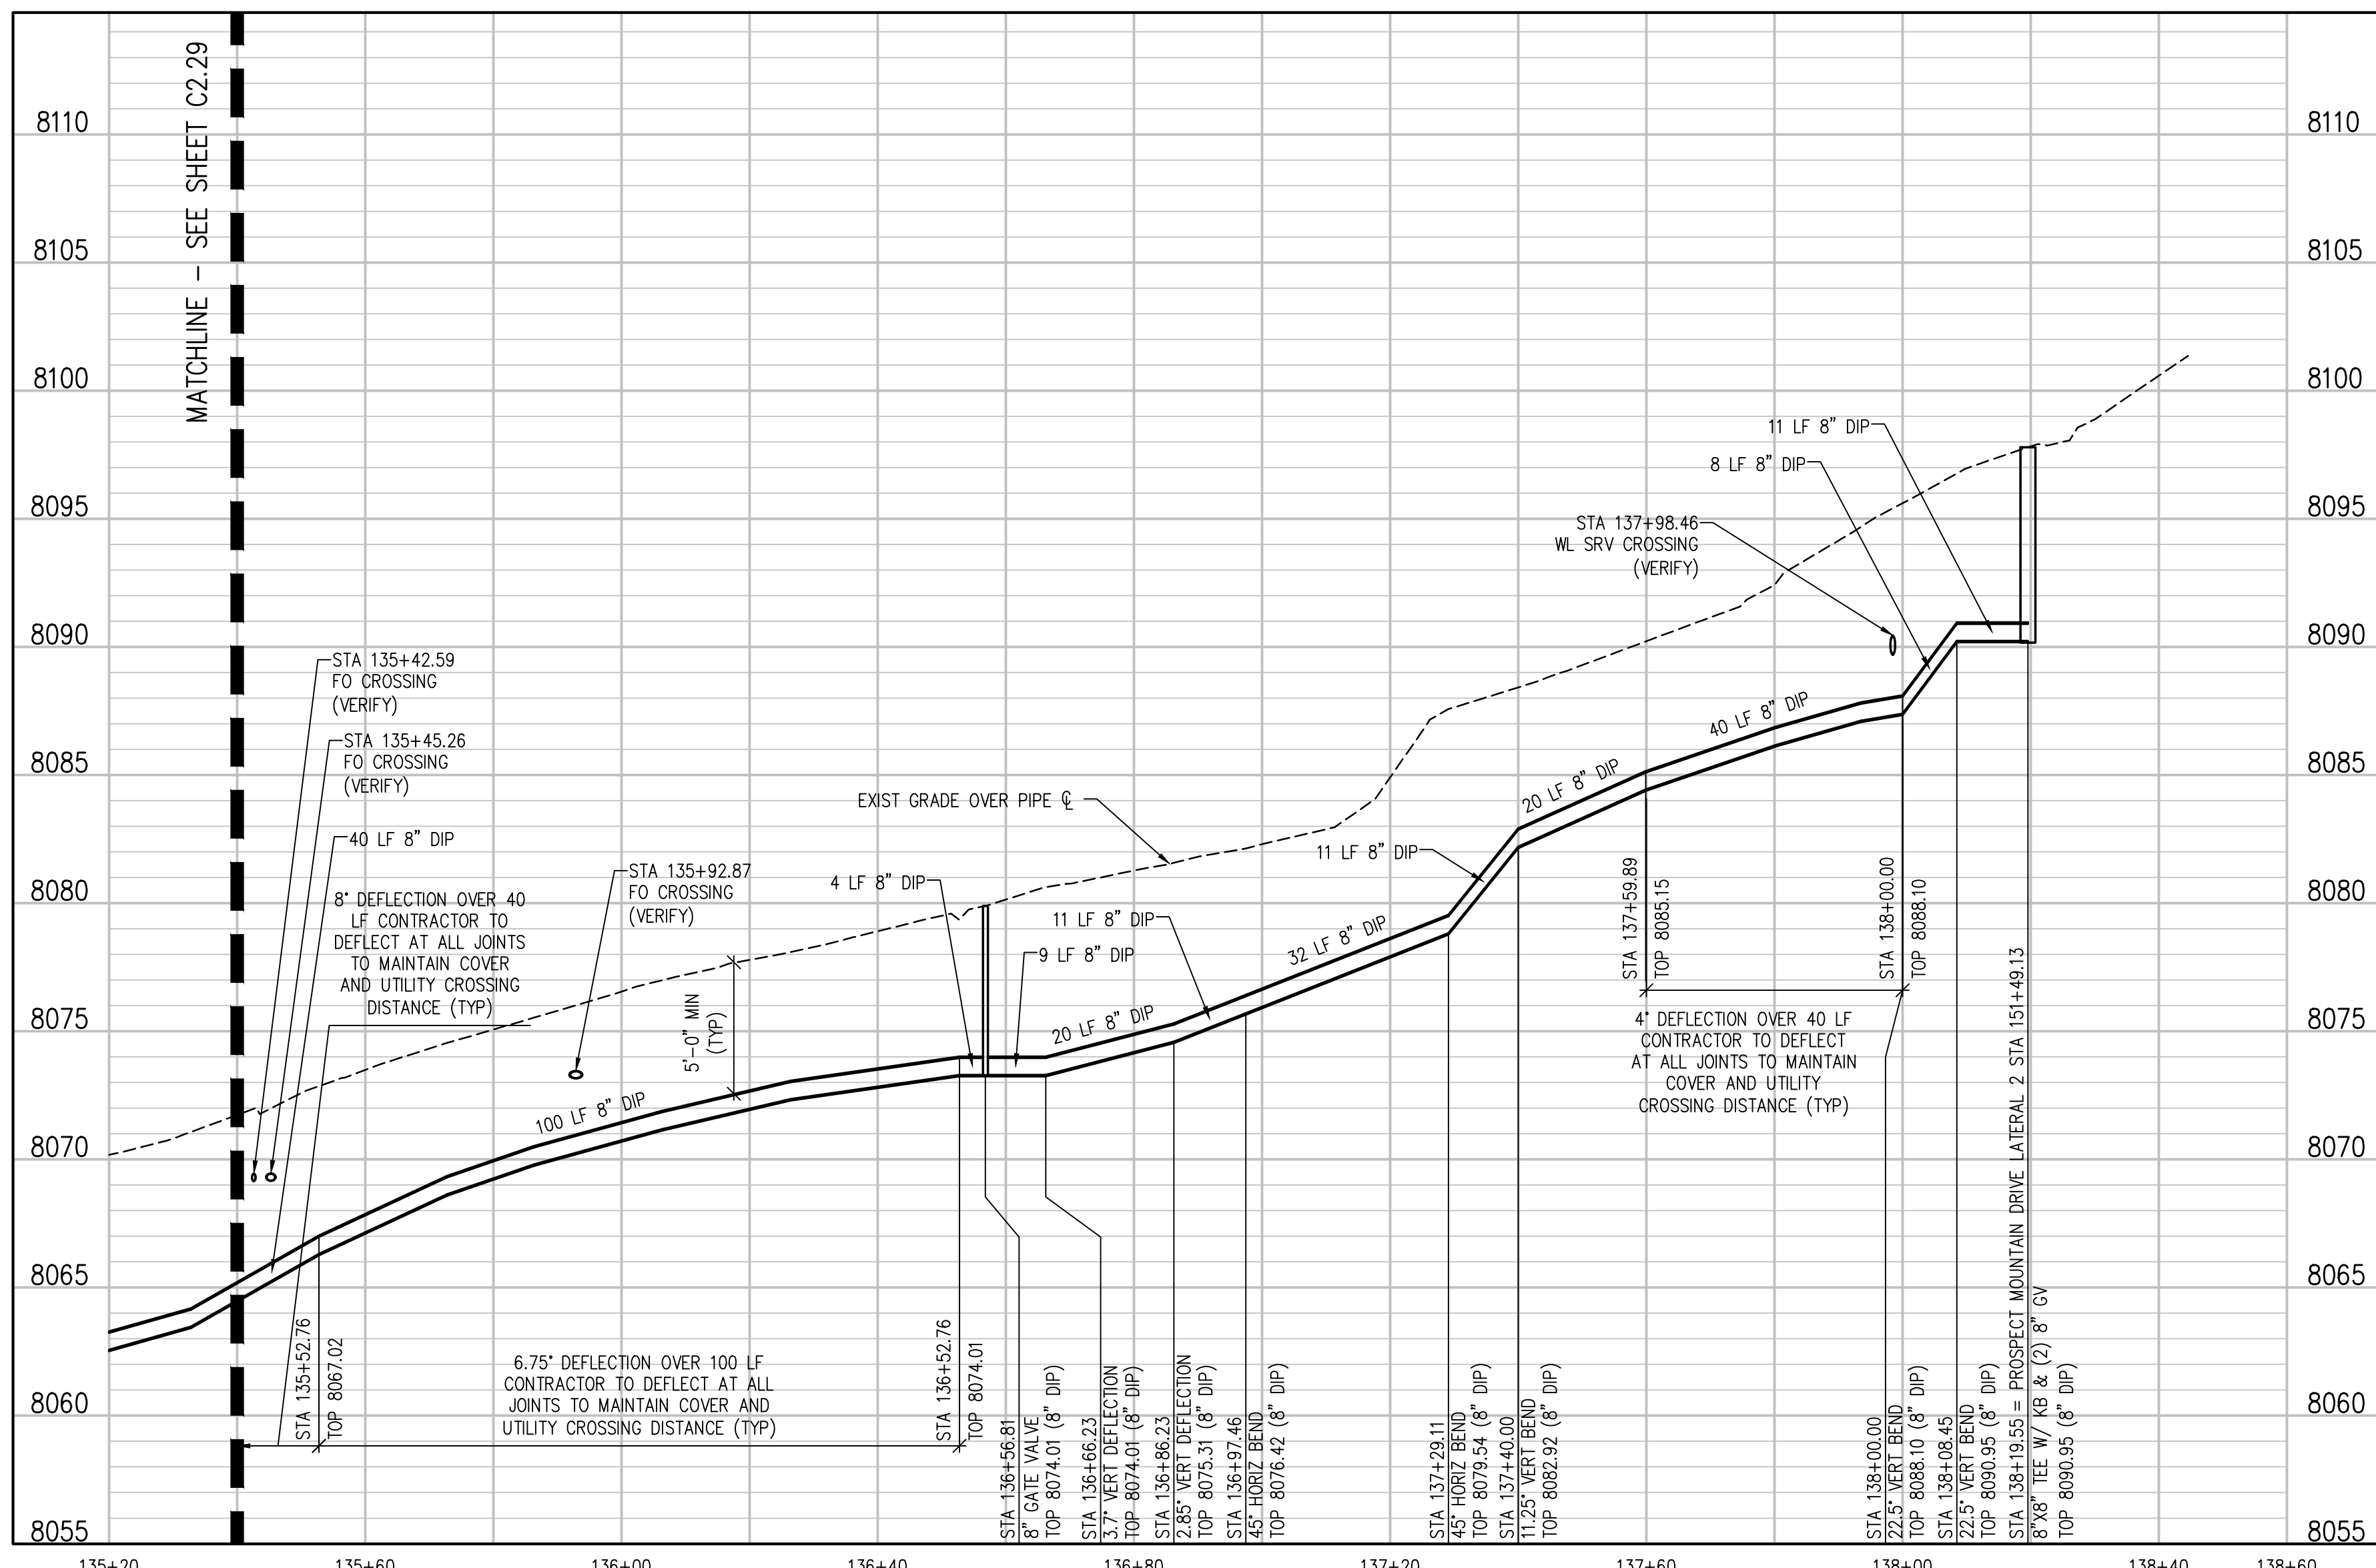 MATCHLINE - SEE SHEET C2.29
8110
8105
8100
8095
8090
8085
8080
8075
8070
8065
8060
8055
8110
8105
8100
8095
8090
8085
8080
8075
8070
8065
8060
8055
STA 135+42.59
FO CROSSING
(VERIFY)
STA 135+45.26
FO CROSSING
(VERIFY)
40 LF 8" DIP
8° DEFLECTION OVER 40
LF CONTRACTOR TO
DEFLECT AT ALL JOINTS
TO MAINTAIN COVER
AND UTILITY CROSSING
DISTANCE (TYP)
STA 135+92.87
FO CROSSING
(VERIFY)
5'-0" MIN
(TYP)
100 LF 8" DIP
4 LF 8" DIP
EXIST GRADE OVER PIPE ℄
11 LF 8" DIP
9 LF 8" DIP
20 LF 8" DIP
32 LF 8" DIP
11 LF 8" DIP
20 LF 8" DIP
40 LF 8" DIP
STA 137+98.46
WL SRV CROSSING
(VERIFY)
8 LF 8" DIP
11 LF 8" DIP
STA 137+59.89
TOP 8085.15
STA 138+00.00
TOP 8088.10
4° DEFLECTION OVER 40 LF
CONTRACTOR TO DEFLECT
AT ALL JOINTS TO MAINTAIN
COVER AND UTILITY
CROSSING DISTANCE (TYP)
STA 135+52.76
TOP 8067.02
6.75° DEFLECTION OVER 100 LF
CONTRACTOR TO DEFLECT AT ALL
JOINTS TO MAINTAIN COVER AND
UTILITY CROSSING DISTANCE (TYP)
STA 136+52.76
TOP 8074.01
STA 136+56.81
8" GATE VALVE
TOP 8074.01 (8" DIP)
STA 136+66.23
3.7° VERT DEFLECTION
TOP 8074.01 (8" DIP)
STA 136+86.23
2.85° VERT DEFLECTION
TOP 8075.31 (8" DIP)
STA 136+97.46
45° HORIZ BEND
TOP 8076.42 (8" DIP)
STA 137+29.11
45° HORIZ BEND
TOP 8079.54 (8" DIP)
STA 137+40.00
11.25° VERT BEND
TOP 8082.92 (8" DIP)
STA 138+00.00
22.5° VERT BEND
TOP 8088.10 (8" DIP)
STA 138+08.45
22.5° VERT BEND
TOP 8090.95 (8" DIP)
STA 138+19.55 = PROSPECT MOUNTAIN DRIVE LATERAL 2 STA 151+49.13
8"X8" TEE W/ KB & (2) 8" GV
TOP 8090.95 (8" DIP)
135+20
135+60
136+00
136+40
136+80
137+20
137+60
138+00
138+40
138+60